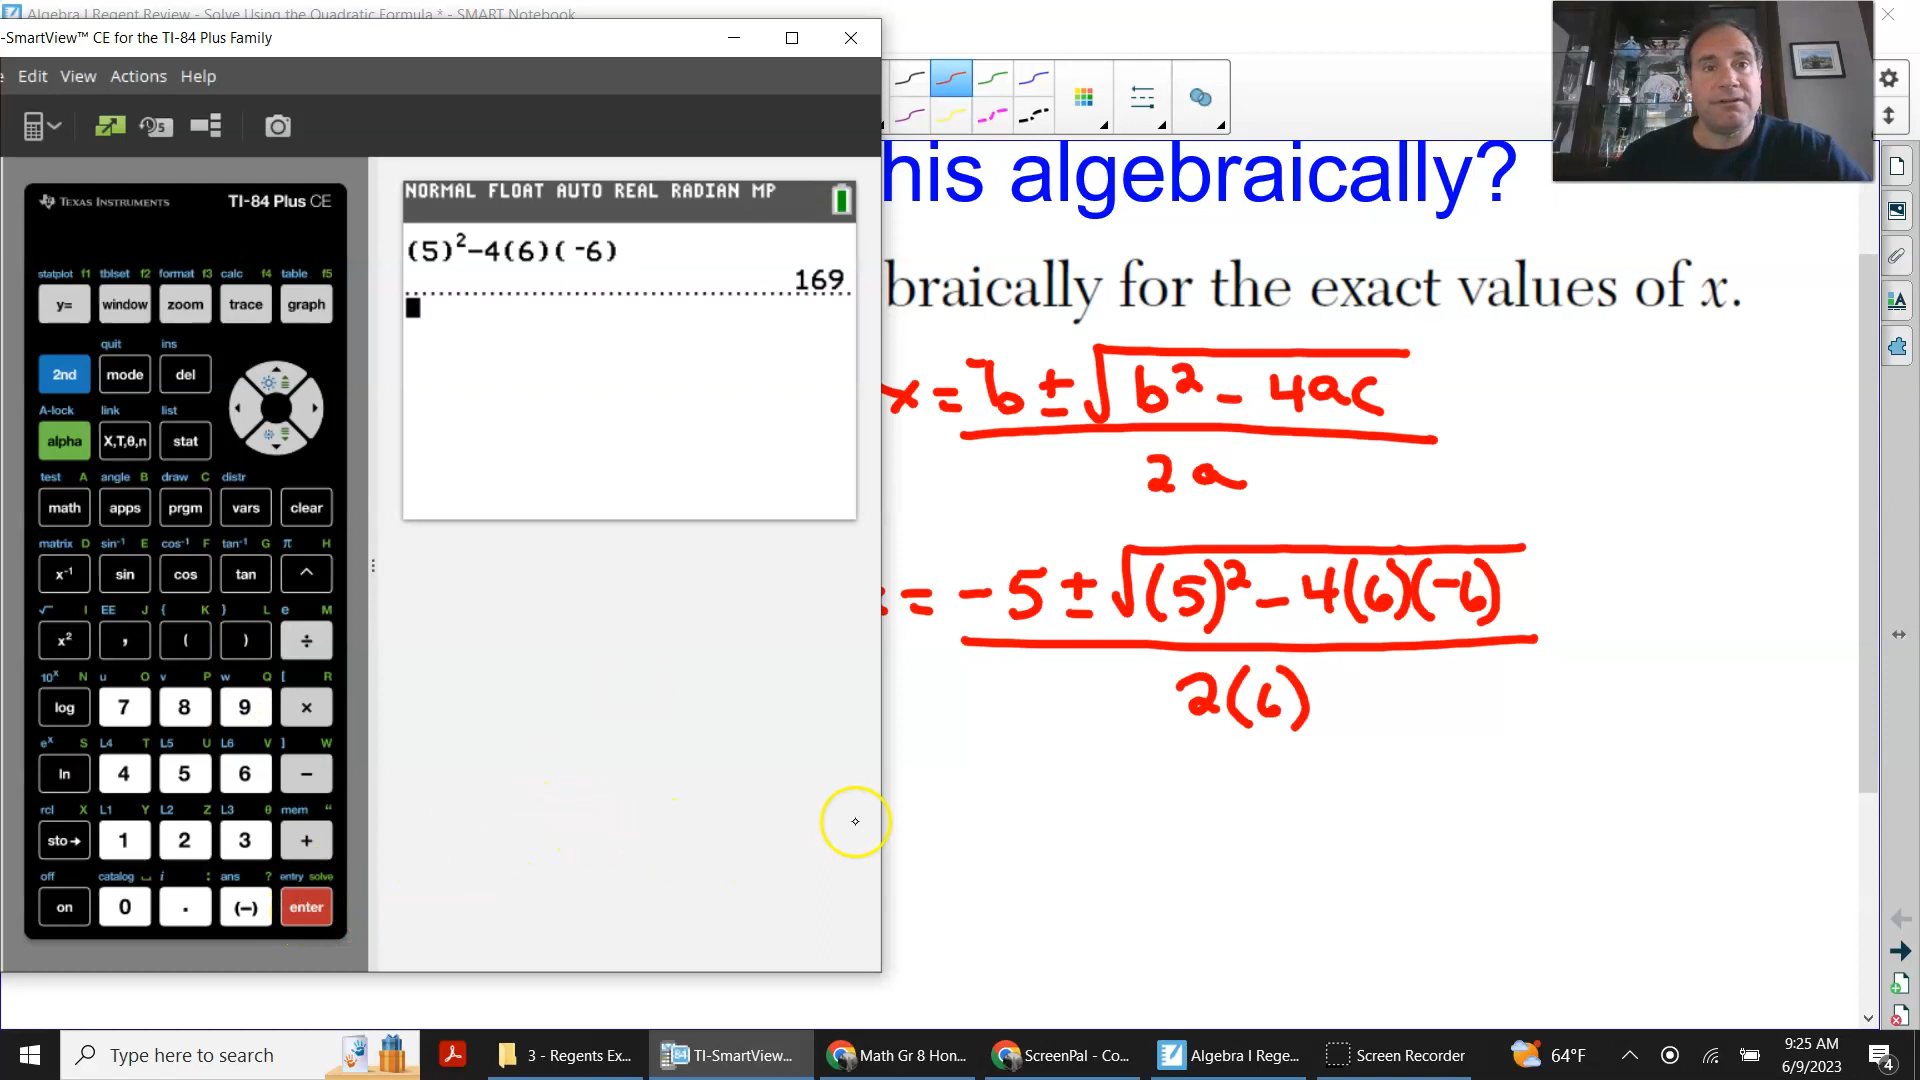 Algebra I Regent Review - Solve Using the Quadratic Formula * - SMART Notebook
-SmartView™ CE for the TI-84 Plus Family
Edit View Actions Help
TEXAS INSTRUMENTS TI-84 Plus CE
statplot f1 tblset f2 format f3 calc f4 table f5
y= window zoom trace graph
quit ins
2nd mode del
A-lock link list
alpha X,T,θ,n stat
test A angle B draw C distr
math apps prgm vars clear
matrix D sin⁻¹ E cos⁻¹ F tan⁻¹ G π H
x⁻¹ sin cos tan ^
√ I EE J { K } L e M
x² , ( ) ÷
10ˣ N u O v P w Q [ R
log 7 8 9 ×
eˣ S L4 T L5 U L6 V ] W
ln 4 5 6 −
rcl X L1 Y L2 Z L3 θ mem "
sto→ 1 2 3 +
off catalog ⎵ i : ans ? entry solve
on 0 . (-) enter
NORMAL FLOAT AUTO REAL RADIAN MP
(5)²-4(6)(-6)
169
his algebraically?
braically for the exact values of x.
x = -b ± √b² - 4ac
2a
= -5 ± √(5)² - 4(6)(-6)
2(6)
Type here to search
3 - Regents Ex...
TI-SmartView...
Math Gr 8 Hon...
ScreenPal - Co...
Algebra I Rege...
Screen Recorder
64°F
9:25 AM
6/9/2023
4